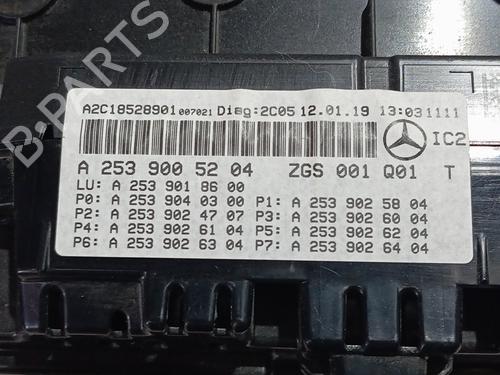 A2C18528901 007021 Diag:2C05 12.01.19 13:031111
IC2
A 253 900 52 04 ZGS 001 Q01 T
LU: A 253 901 86 00
P0: A 253 904 03 00 P1: A 253 902 58 04
P2: A 253 902 47 07 P3: A 253 902 60 04
P4: A 253 902 61 04 P5: A 253 902 62 04
P6: A 253 902 63 04 P7: A 253 902 64 04
BPARTS